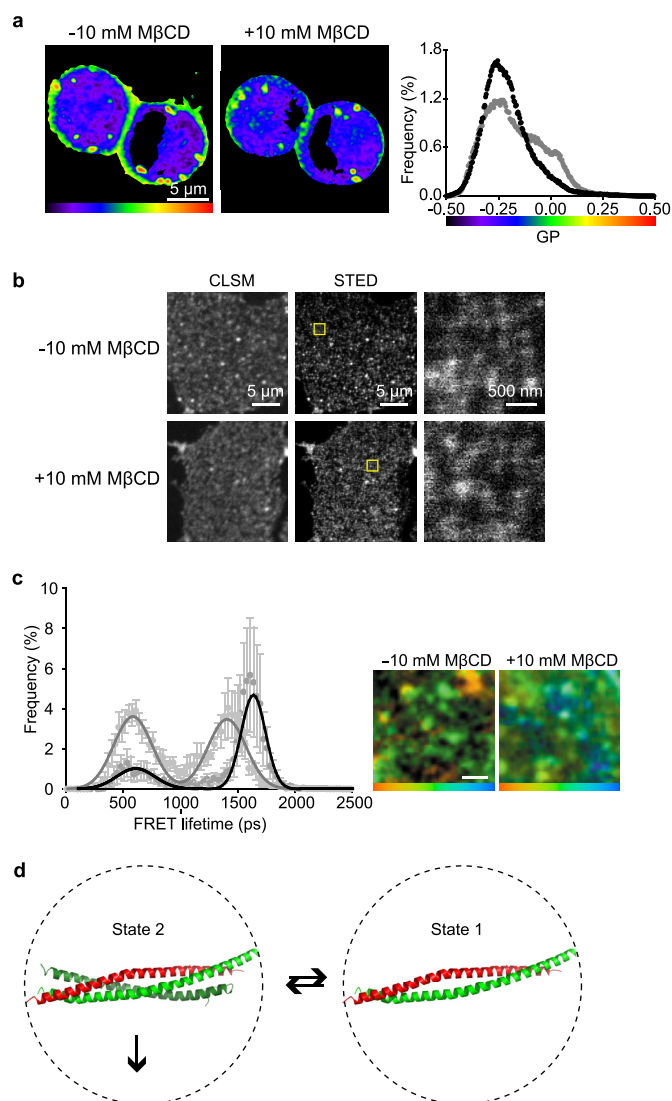 a
-10 mM MβCD
+10 mM MβCD
5 µm
Frequency (%)
1.8
1.2
0.6
0.0
-0.50
-0.25
0.00
0.25
0.50
GP
b
CLSM
STED
-10 mM MβCD
5 µm
5 µm
500 nm
+10 mM MβCD
c
Frequency (%)
10
8
6
4
2
0
0
500
1000
1500
2000
2500
FRET lifetime (ps)
-10 mM MβCD
+10 mM MβCD
d
State 2
State 1